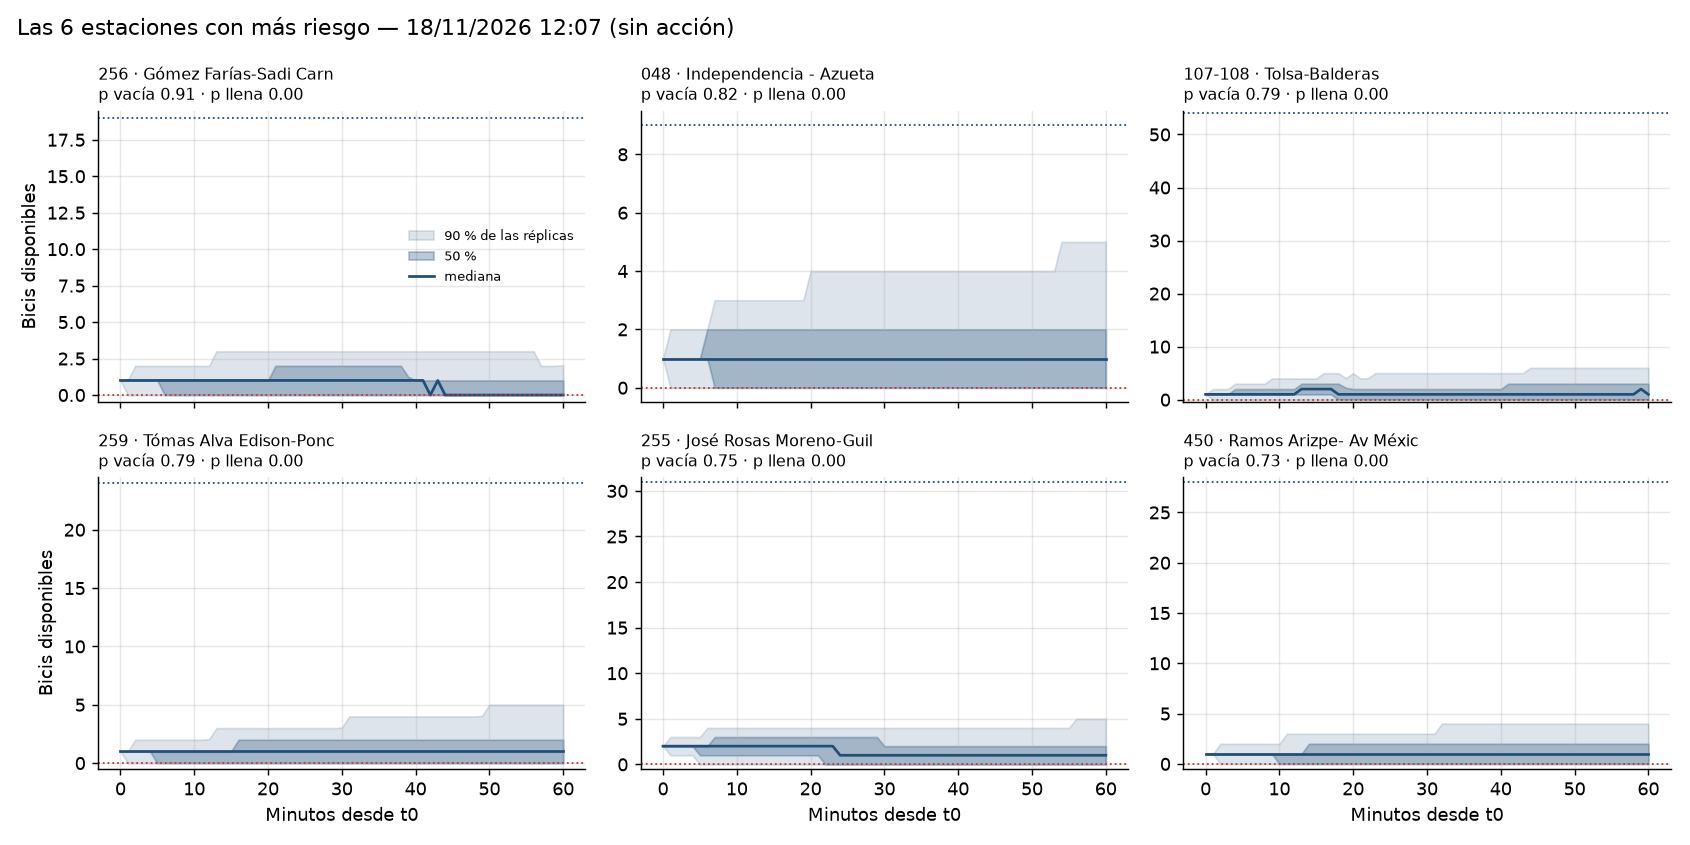 Las 6 estaciones con más riesgo — 18/11/2026 12:07 (sin acción)
256 · Gómez Farías-Sadi Carn
p vacía 0.91 · p llena 0.00
17.5
15.0
12.5
10.0
7.5
5.0
2.5
0.0
Bicis disponibles
90 % de las réplicas
50 %
mediana
048 · Independencia - Azueta
p vacía 0.82 · p llena 0.00
8
6
4
2
0
107-108 · Tolsa-Balderas
p vacía 0.79 · p llena 0.00
50
40
30
20
10
0
259 · Tómas Alva Edison-Ponc
p vacía 0.79 · p llena 0.00
20
15
10
5
0
Bicis disponibles
0 10 20 30 40 50 60
Minutos desde t0
255 · José Rosas Moreno-Guil
p vacía 0.75 · p llena 0.00
30
25
20
15
10
5
0
0 10 20 30 40 50 60
Minutos desde t0
450 · Ramos Arizpe- Av Méxic
p vacía 0.73 · p llena 0.00
25
20
15
10
5
0
0 10 20 30 40 50 60
Minutos desde t0